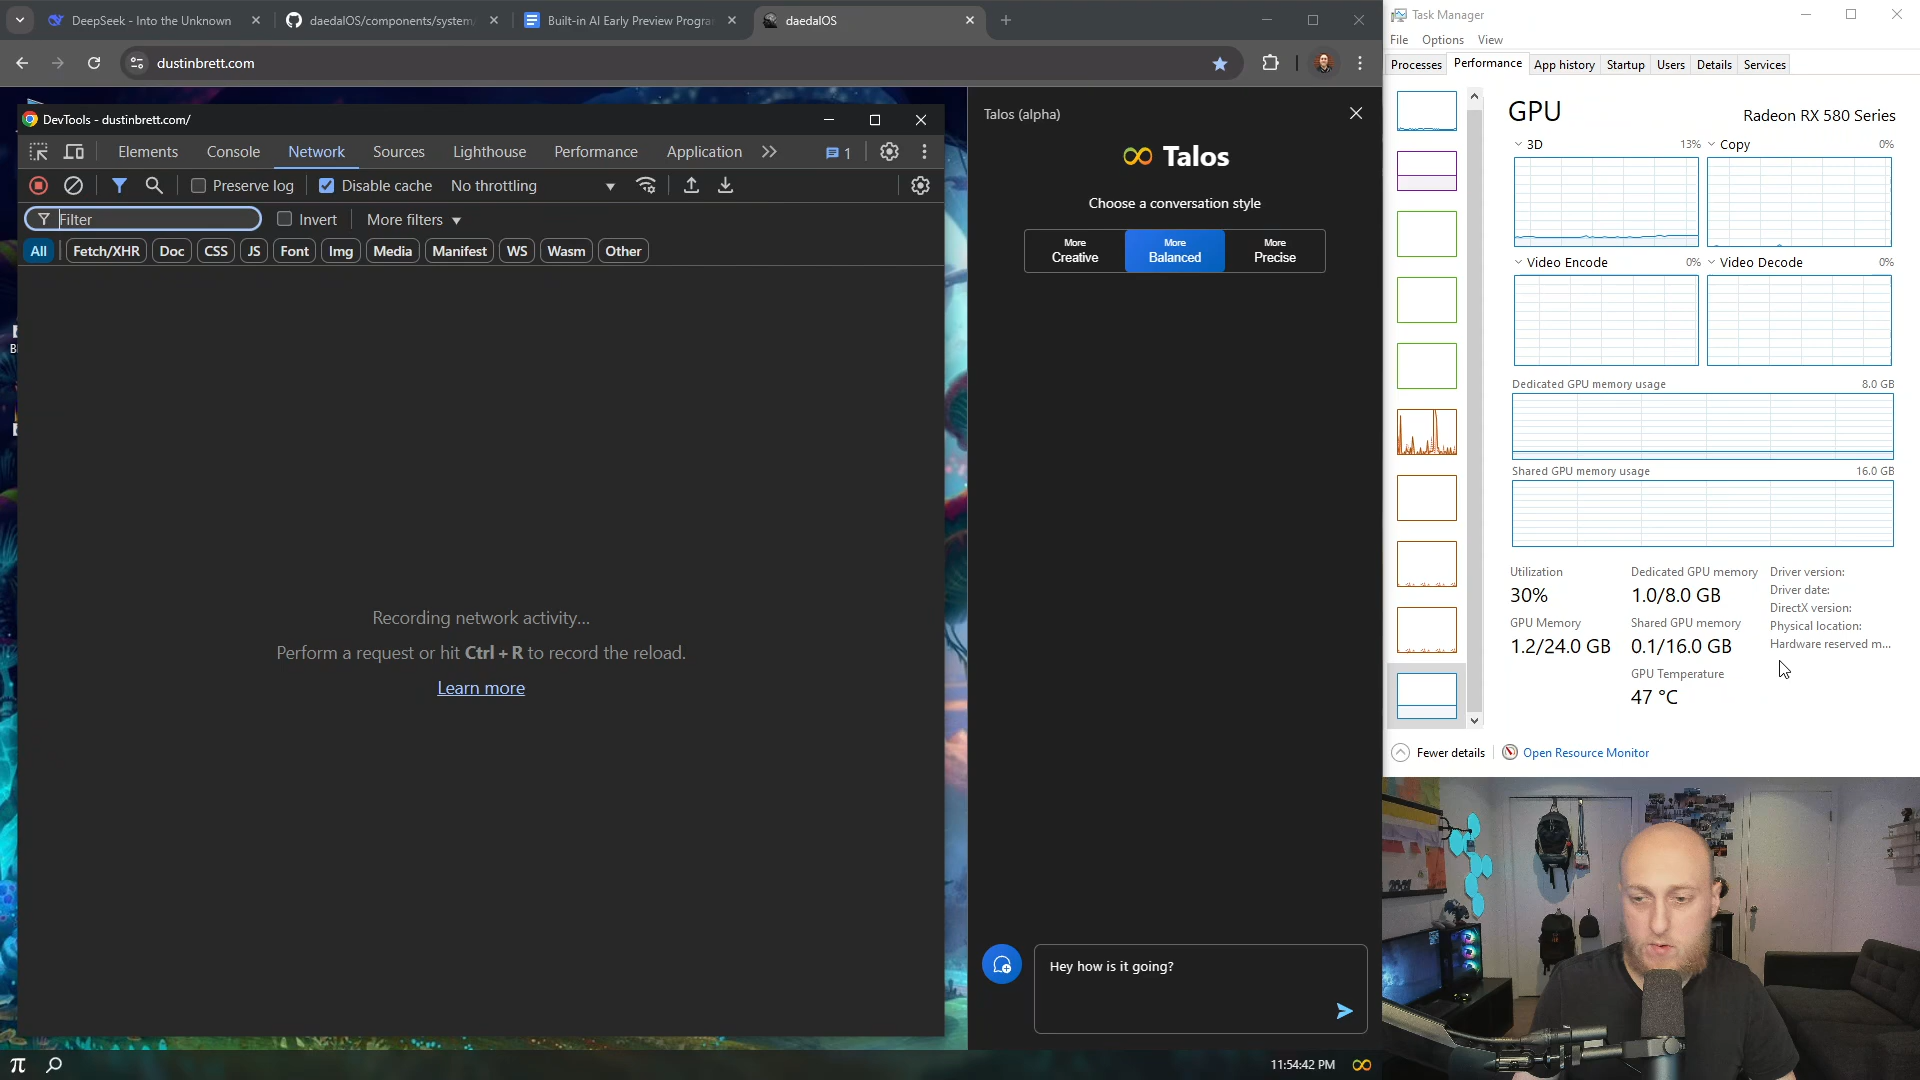 DeepSeek - Into the Unknown
daedalOS/components/system
Built-in AI Early Preview Progra
daedalOS
dustinbrett.com
DevTools - dustinbrett.com/
Elements
Console
Network
Sources
Lighthouse
Performance
Application
1
Preserve log
Disable cache
No throttling
Filter
Invert
More filters
All
Fetch/XHR
Doc
CSS
JS
Font
Img
Media
Manifest
WS
Wasm
Other
Recording network activity...
Perform a request or hit Ctrl + R to record the reload.
Learn more
Talos (alpha)
Talos
Choose a conversation style
More
Creative
More
Balanced
More
Precise
Hey how is it going?
11:54:42 PM
Task Manager
File Options View
Processes
Performance
App history
Startup
Users
Details
Services
GPU
Radeon RX 580 Series
3D 13%
Copy 0%
Video Encode 0%
Video Decode 0%
Dedicated GPU memory usage 8.0 GB
Shared GPU memory usage 16.0 GB
Utilization
30%
GPU Memory
1.2/24.0 GB
Dedicated GPU memory
1.0/8.0 GB
Shared GPU memory
0.1/16.0 GB
GPU Temperature
47 °C
Driver version:
Driver date:
DirectX version:
Physical location:
Hardware reserved m...
Fewer details
Open Resource Monitor